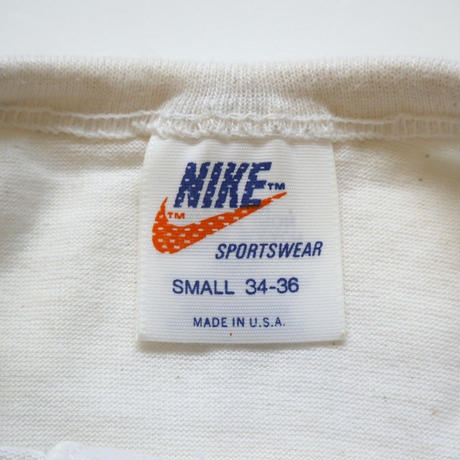 NIKE™
™
SPORTSWEAR
SMALL 34-36
MADE IN U.S.A.